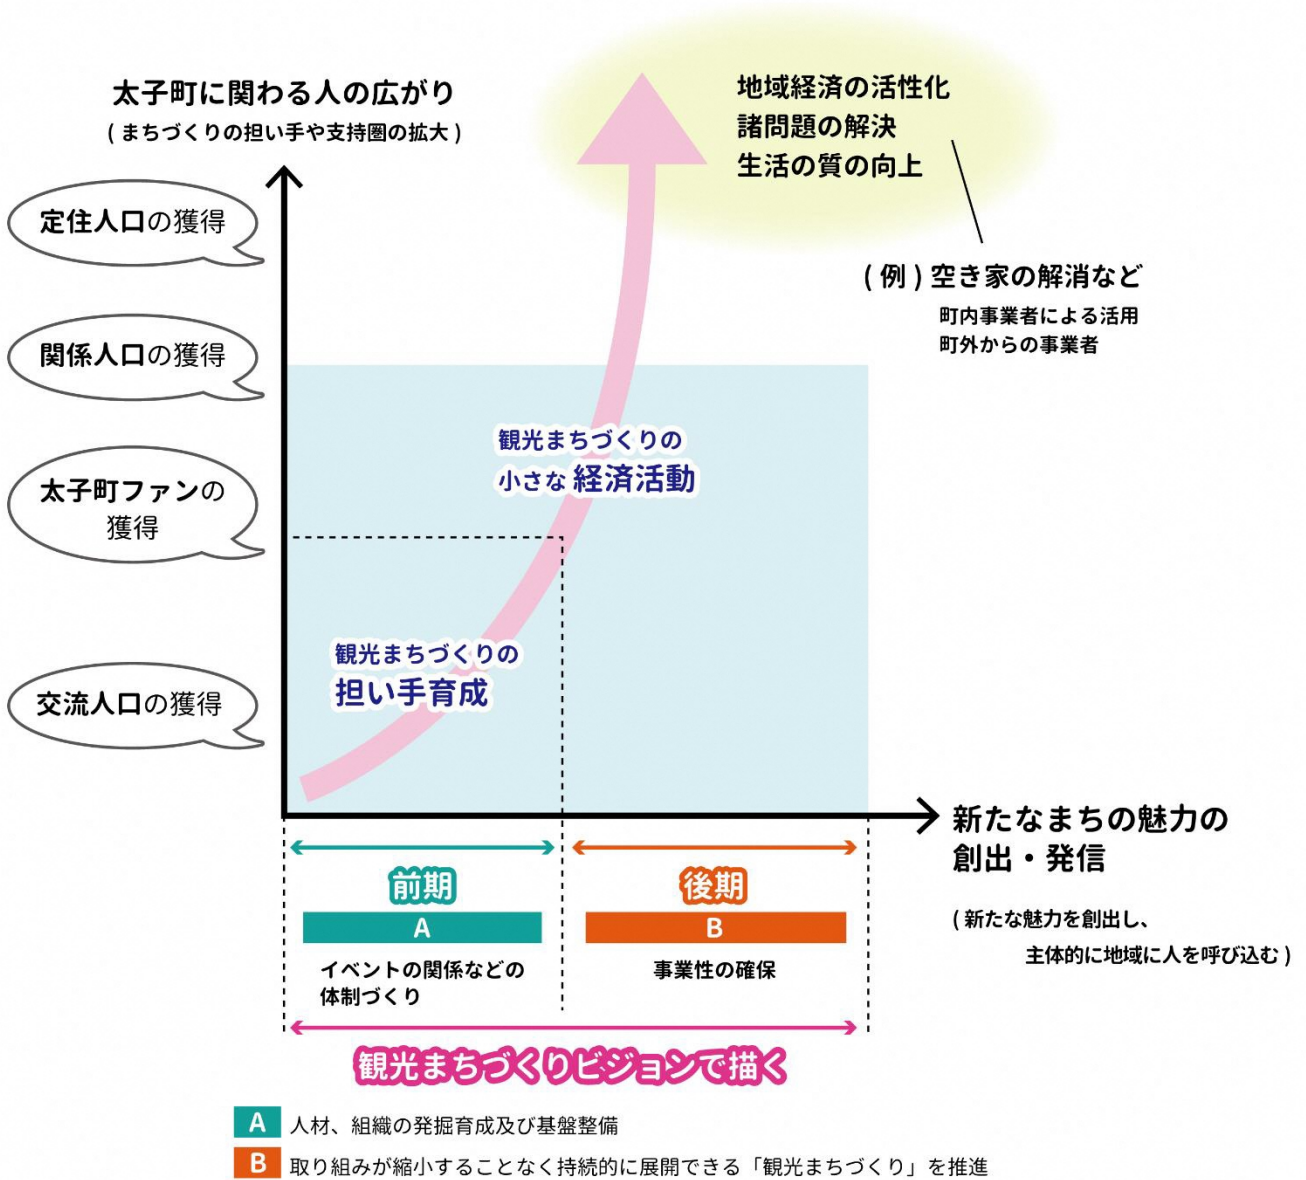 太子町に関わる人の広がり
( まちづくりの担い手や支持圏の拡大 )
地域経済の活性化
諸問題の解決
生活の質の向上
( 例 ) 空き家の解消など
町内事業者による活用
町外からの事業者
定住人口の獲得
関係人口の獲得
太子町ファンの
獲得
交流人口の獲得
観光まちづくりの
小さな 経済活動
観光まちづくりの
担い手育成
新たなまちの魅力の
創出・発信
( 新たな魅力を創出し、
主体的に地域に人を呼び込む )
前期
A
イベントの関係などの
体制づくり
後期
B
事業性の確保
観光まちづくりビジョンで描く
A 人材、組織の発掘育成及び基盤整備
B 取り組みが縮小することなく持続的に展開できる「観光まちづくり」を推進